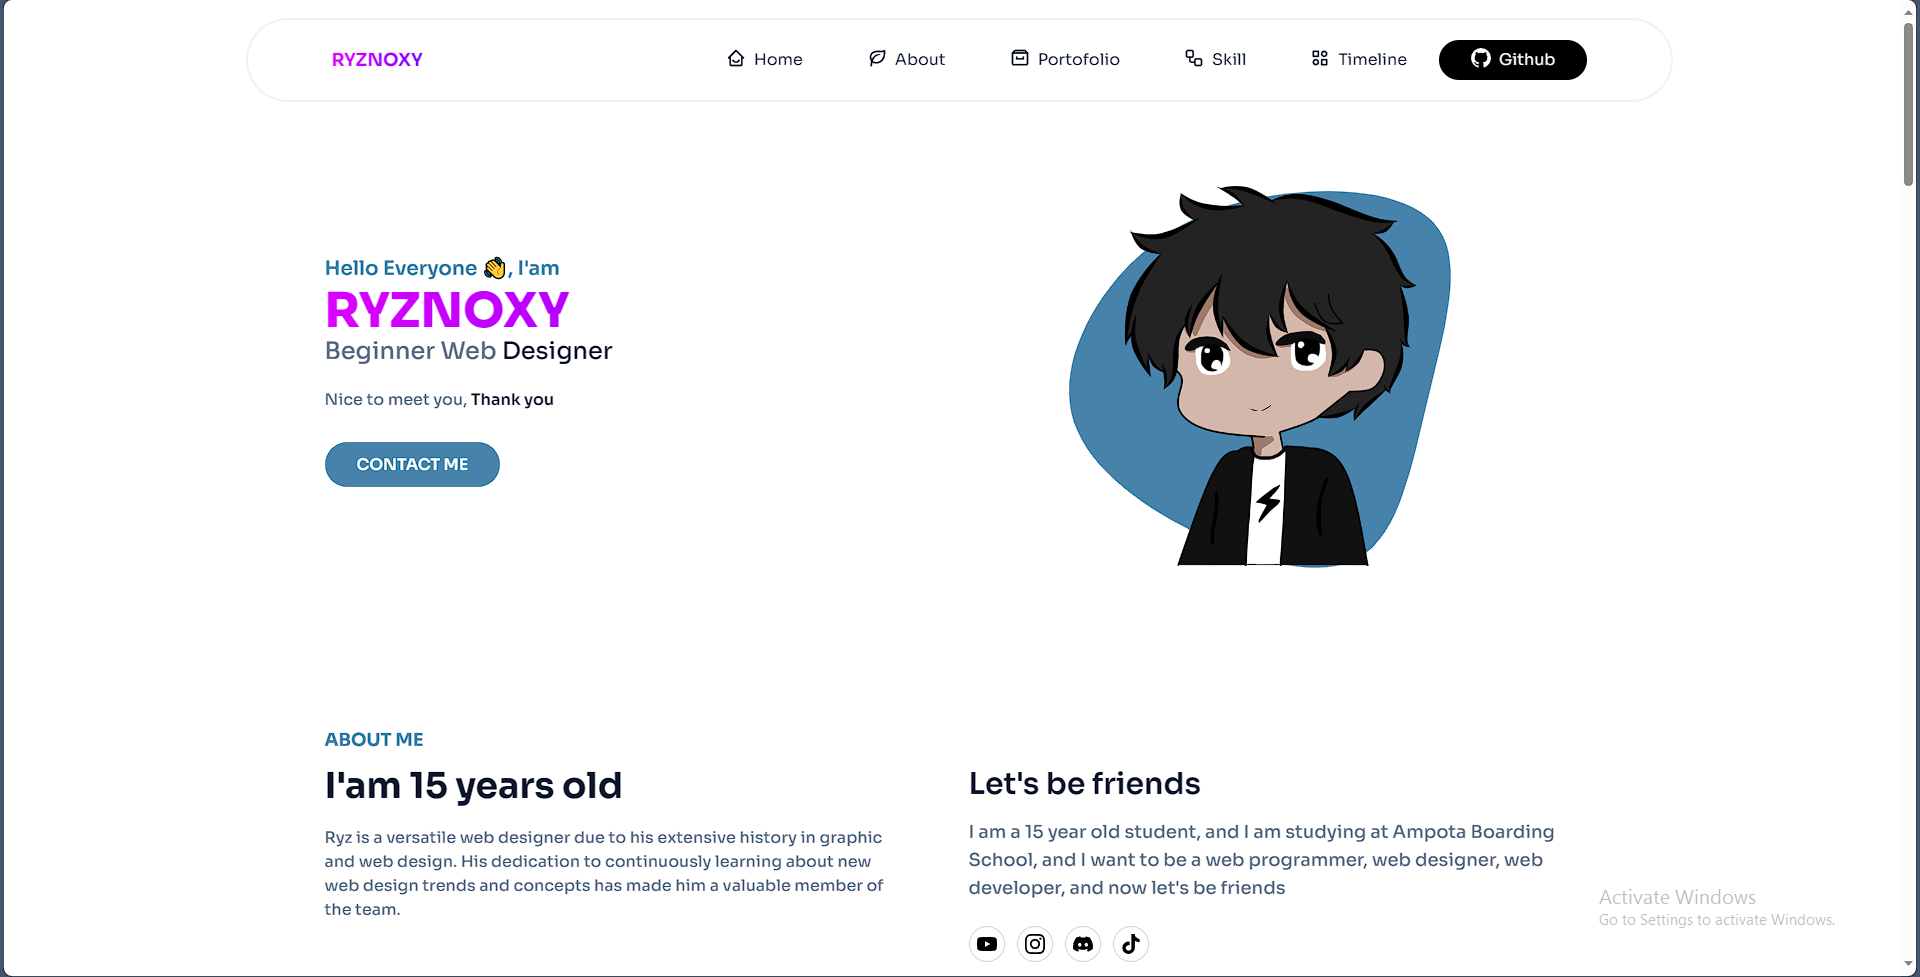 RYZNOXY
Home
About
Portofolio
Skill
Timeline
Github
Hello Everyone 👋, I'am
RYZNOXY
Beginner Web Designer
Nice to meet you, Thank you
CONTACT ME
ABOUT ME
I'am 15 years old
Ryz is a versatile web designer due to his extensive history in graphic
and web design. His dedication to continuously learning about new
web design trends and concepts has made him a valuable member of
the team.
Let's be friends
I am a 15 year old student, and I am studying at Ampota Boarding
School, and I want to be a web programmer, web designer, web
developer, and now let's be friends
Activate Windows
Go to Settings to activate Windows.